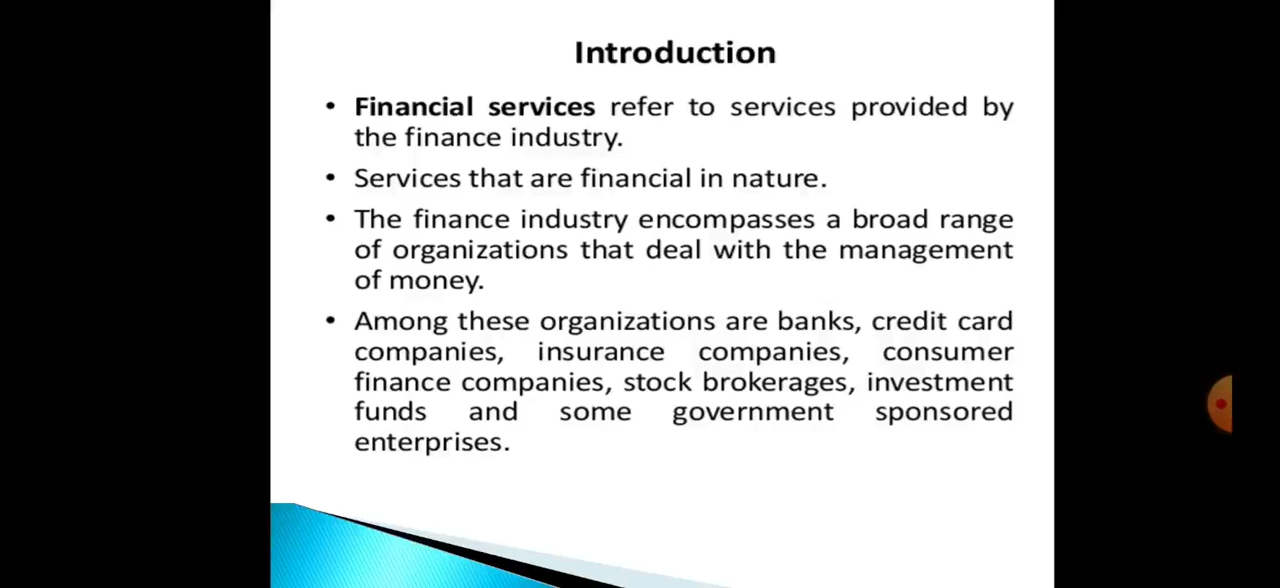 Introduction
• Financial services refer to services provided by
the finance industry.
• Services that are financial in nature.
• The finance industry encompasses a broad range
of organizations that deal with the management
of money.
• Among these organizations are banks, credit card
companies, insurance companies, consumer
finance companies, stock brokerages, investment
funds and some government sponsored
enterprises.